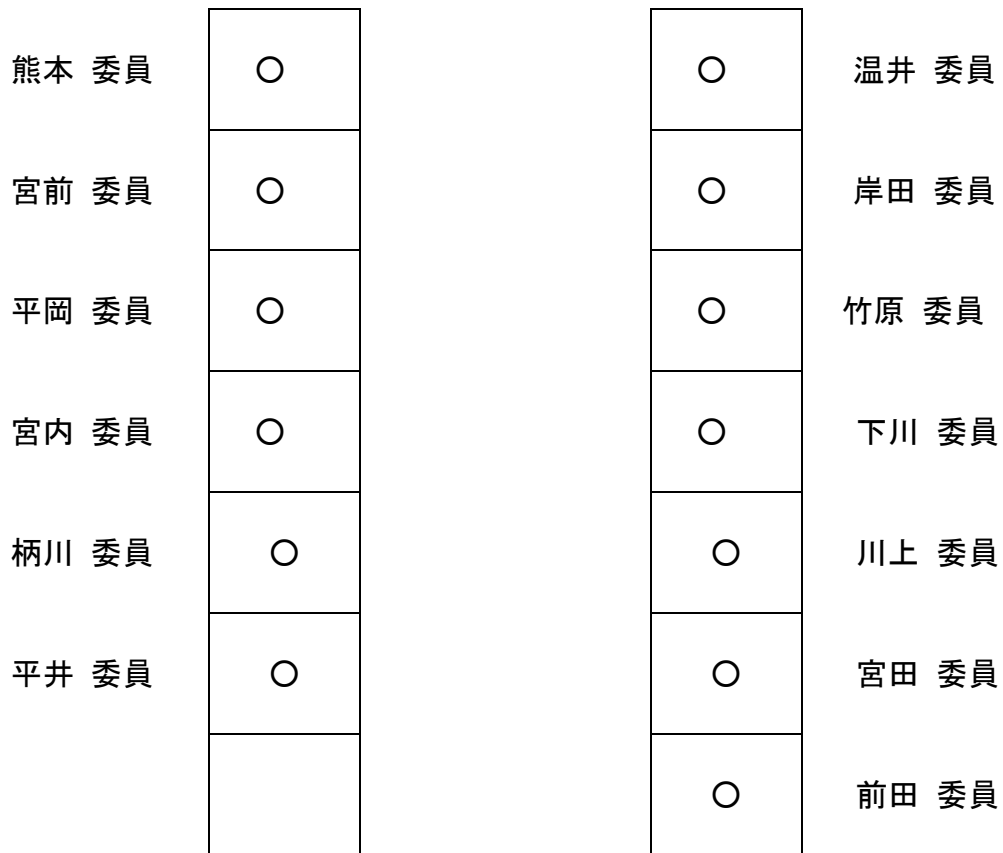 熊本 委員 ○ ○ 温井 委員
宮前 委員 ○ ○ 岸田 委員
平岡 委員 ○ ○ 竹原 委員
宮内 委員 ○ ○ 下川 委員
柄川 委員 ○ ○ 川上 委員
平井 委員 ○ ○ 宮田 委員
○ 前田 委員